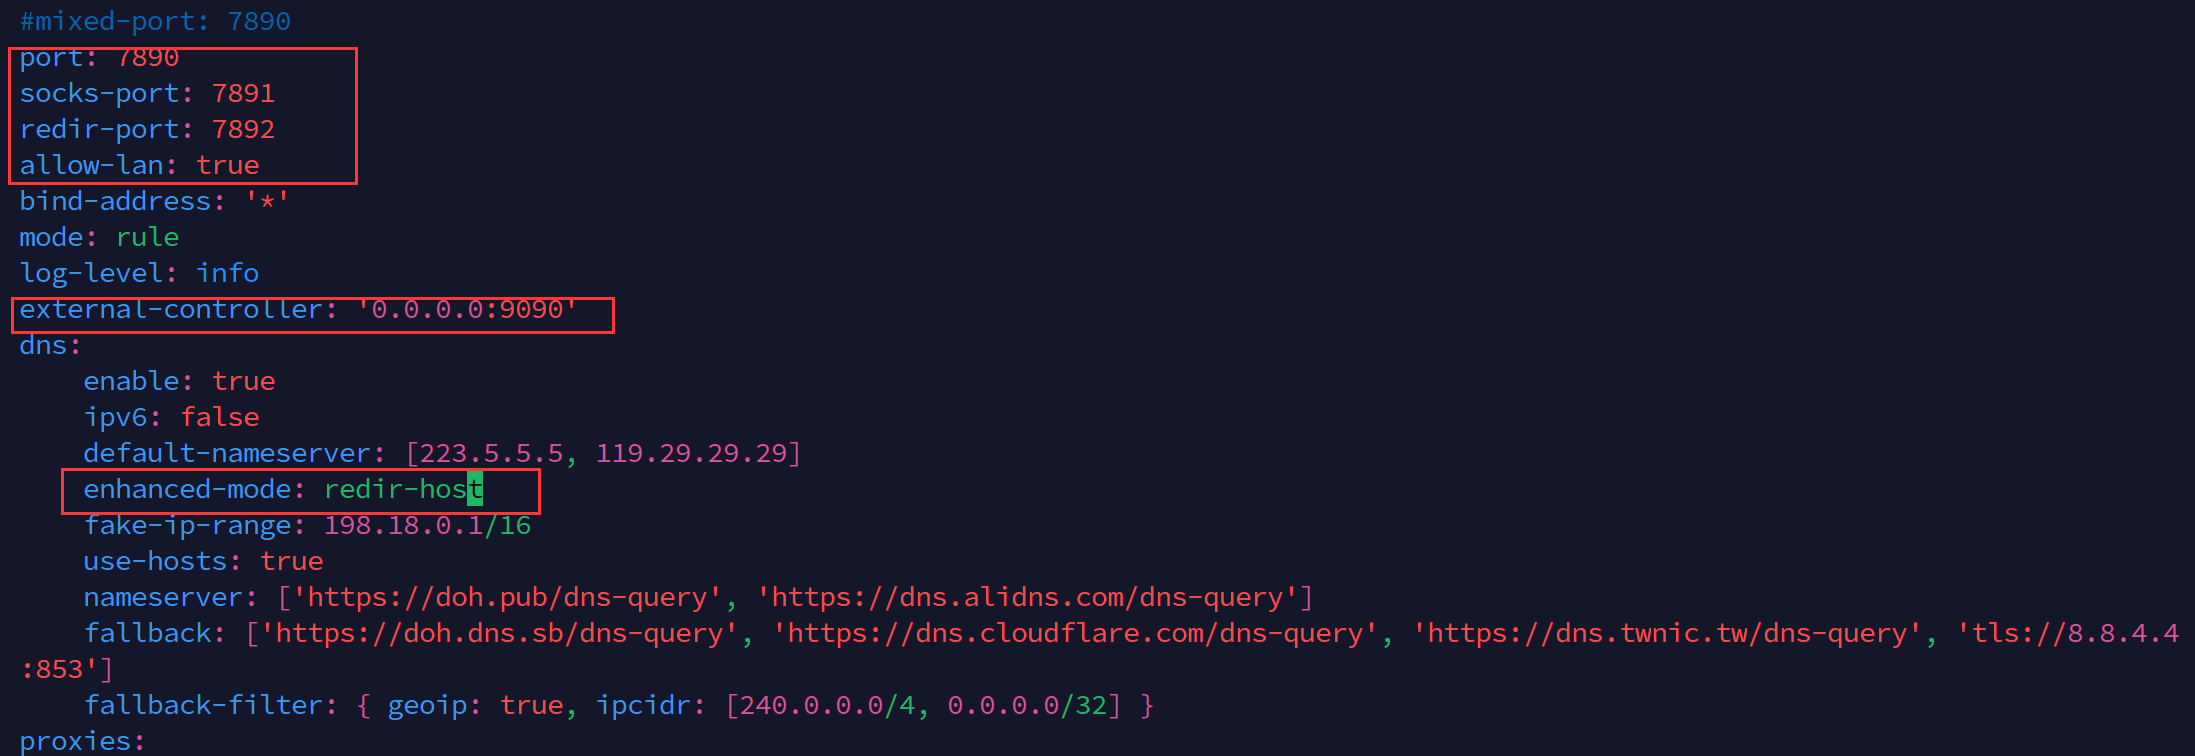 #mixed-port: 7890
port: 7890
socks-port: 7891
redir-port: 7892
allow-lan: true
bind-address: '*'
mode: rule
log-level: info
external-controller: '0.0.0.0:9090'
dns:
    enable: true
    ipv6: false
    default-nameserver: [223.5.5.5, 119.29.29.29]
    enhanced-mode: redir-host
    fake-ip-range: 198.18.0.1/16
    use-hosts: true
    nameserver: ['https://doh.pub/dns-query', 'https://dns.alidns.com/dns-query']
    fallback: ['https://doh.dns.sb/dns-query', 'https://dns.cloudflare.com/dns-query', 'https://dns.twnic.tw/dns-query', 'tls://8.8.4.4
:853']
    fallback-filter: { geoip: true, ipcidr: [240.0.0.0/4, 0.0.0.0/32] }
proxies: